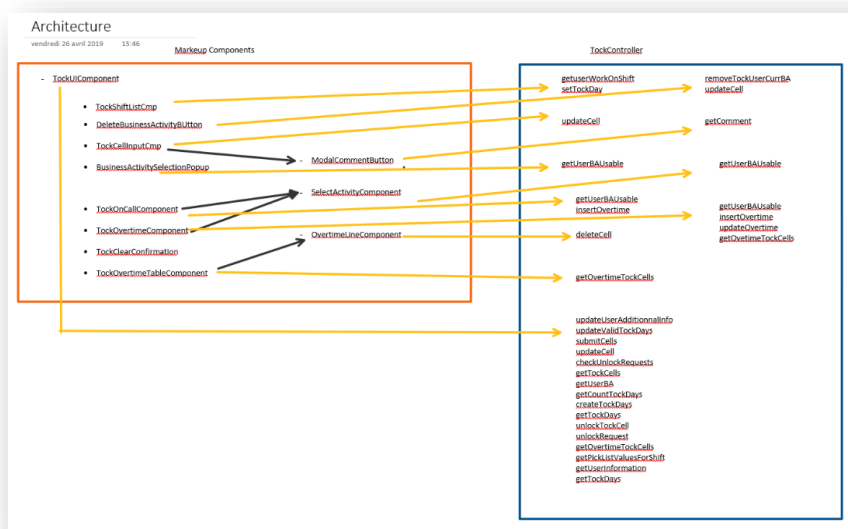 Architecture
vendredi 26 avril 2019 15:46
Markeup Components
TockController
- TockUIComponent
• TockShiftListCmp
• DeleteBusinessActivityBUtton
• TockCellInputCmp
• BusinessActivitySelectionPopup
• TockOnCallComponent
• TockOvertimeComponent
• TockClearConfirmation
• TockOvertimeTableComponent
- ModalCommentButton
- SelectActivityComponent
- OvertimeLineComponent
getuserWorkOnShift
setTockDay
updateCell
getUserBAUsable
getUserBAUsable
insertOvertime
deleteCell
getOvertimeTockCells
removeTockUserCurrBA
updateCell
getComment
getUserBAUsable
getUserBAUsable
insertOvertime
updateOvertime
getOvetimeTockCells
updateUserAdditionnalInfo
updateValidTockDays
submitCells
updateCell
checkUnlockRequests
getTockCells
getUserBA
getCountTockDays
createTockDays
getTockDays
unlockTockCell
unlockRequest
getOvertimeTockCells
getPickListValuesForShift
getUserInformation
getTockDays